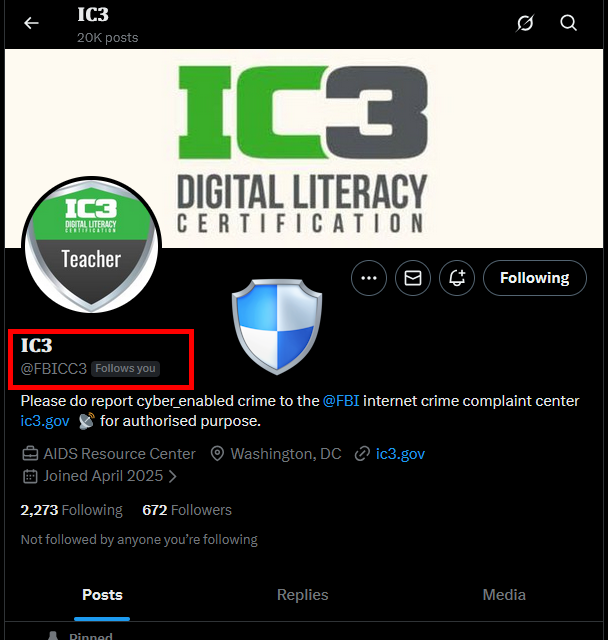 IC3
20K posts
IC3
DIGITAL LITERACY
CERTIFICATION
IC3
DIGITAL LITERACY
CERTIFICATION
Teacher
Following
IC3
@FBICC3 Follows you
Please do report cyber_enabled crime to the @FBI internet crime complaint center
ic3.gov for authorised purpose.
AIDS Resource Center Washington, DC ic3.gov
Joined April 2025
2,273 Following 672 Followers
Not followed by anyone you're following
Posts Replies Media
Pinned